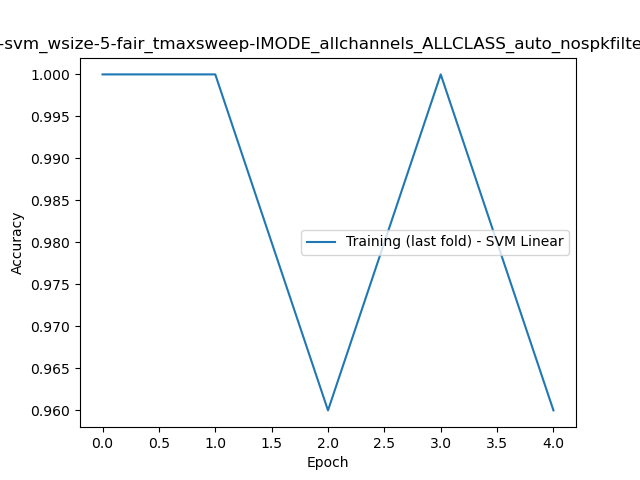 -svm_wsize-5-fair_tmaxsweep-IMODE_allchannels_ALLCLASS_auto_nospkfilte
1.000
0.995
0.990
0.985
0.980
0.975
0.970
0.965
0.960
Accuracy
Training (last fold) - SVM Linear
0.0 0.5 1.0 1.5 2.0 2.5 3.0 3.5 4.0
Epoch